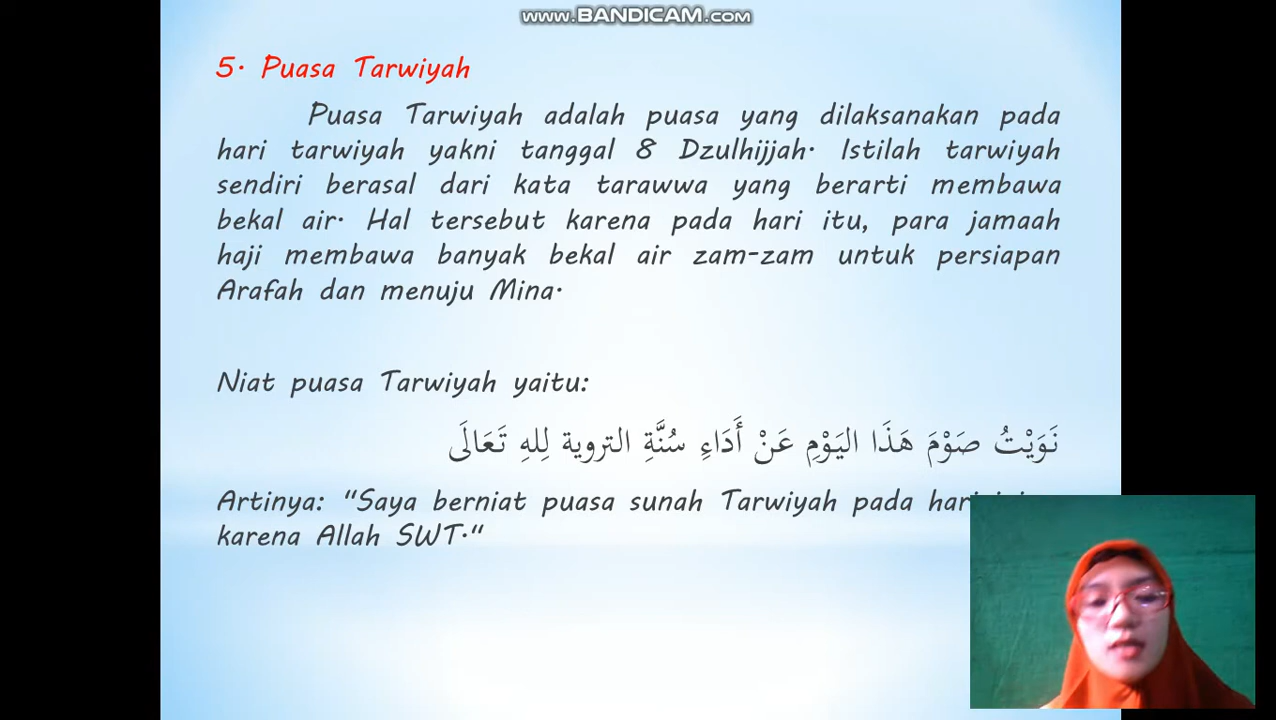 www.BANDICAM.com
5. Puasa Tarwiyah
Puasa Tarwiyah adalah puasa yang dilaksanakan pada
hari tarwiyah yakni tanggal 8 Dzulhijjah. Istilah tarwiyah
sendiri berasal dari kata tarawwa yang berarti membawa
bekal air. Hal tersebut karena pada hari itu, para jamaah
haji membawa banyak bekal air zam-zam untuk persiapan
Arafah dan menuju Mina.
Niat puasa Tarwiyah yaitu:
نَوَيْتُ صَوْمَ هَذَا اليَوْمِ عَنْ أَدَاءِ سُنَّةِ التروية لِلهِ تَعَالَى
Artinya: "Saya berniat puasa sunah Tarwiyah pada
karena Allah SWT."